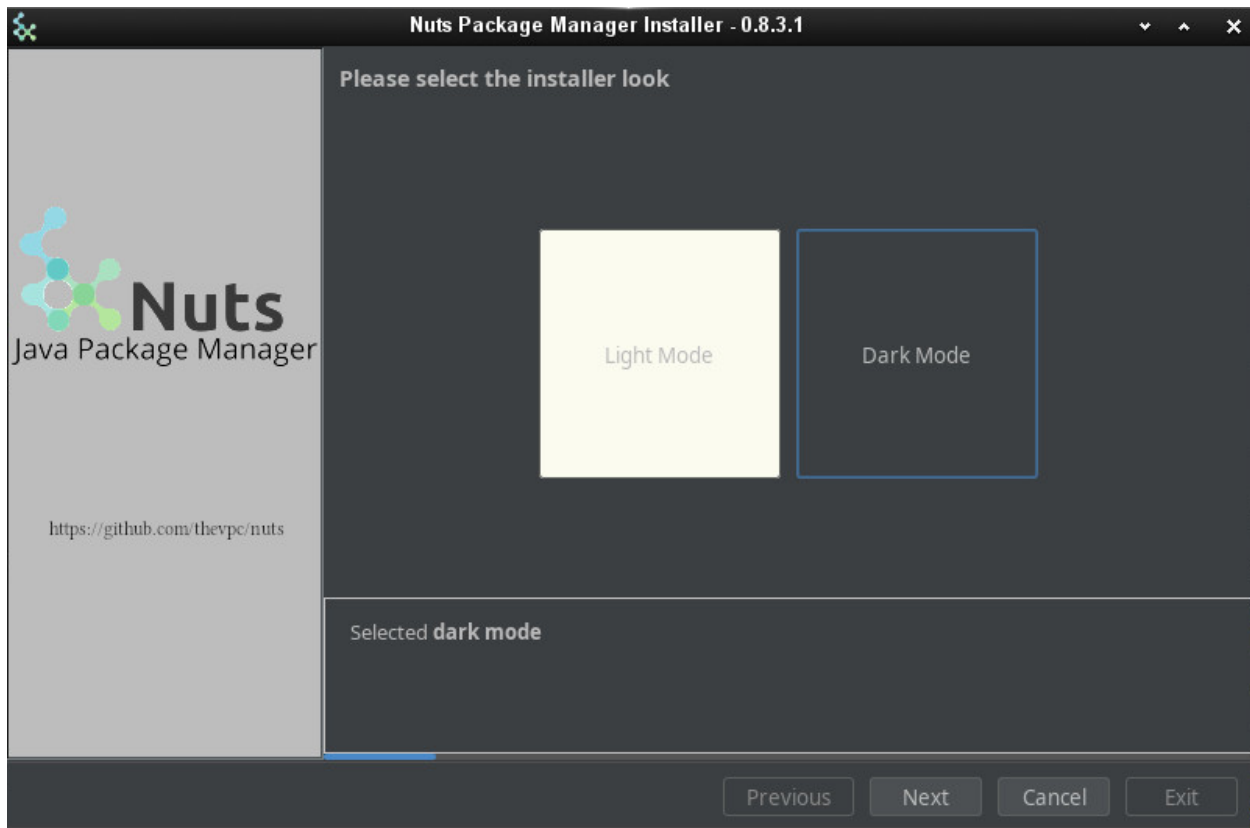 Nuts Package Manager Installer - 0.8.3.1
Please select the installer look
Nuts
Java Package Manager
https://github.com/thevpc/nuts
Light Mode
Dark Mode
Selected dark mode
Previous
Next
Cancel
Exit